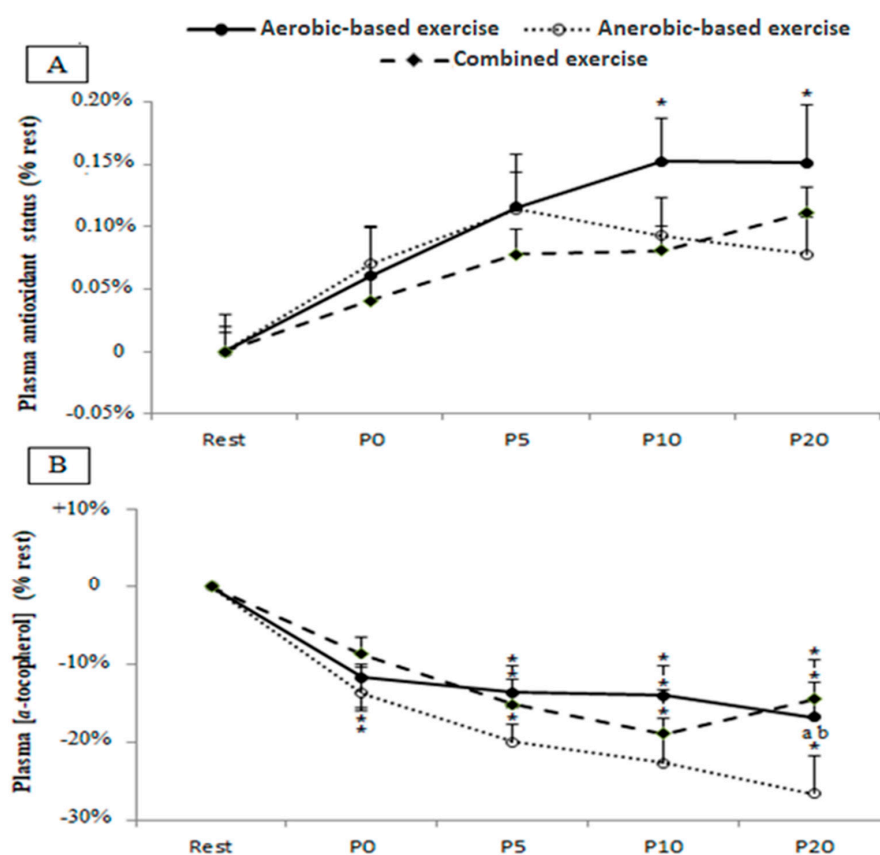 Aerobic-based exercise Anerobic-based exercise
Combined exercise
A
Plasma antioxidant status (% rest)
0.20%
0.15%
0.10%
0.05%
0
-0.05%
* *
Rest P0 P5 P10 P20
B
Plasma [α-tocopherol] (% rest)
+10%
0
-10%
-20%
-30%
* * * *
* * * *
* * *
* *
a b
*
Rest P0 P5 P10 P20